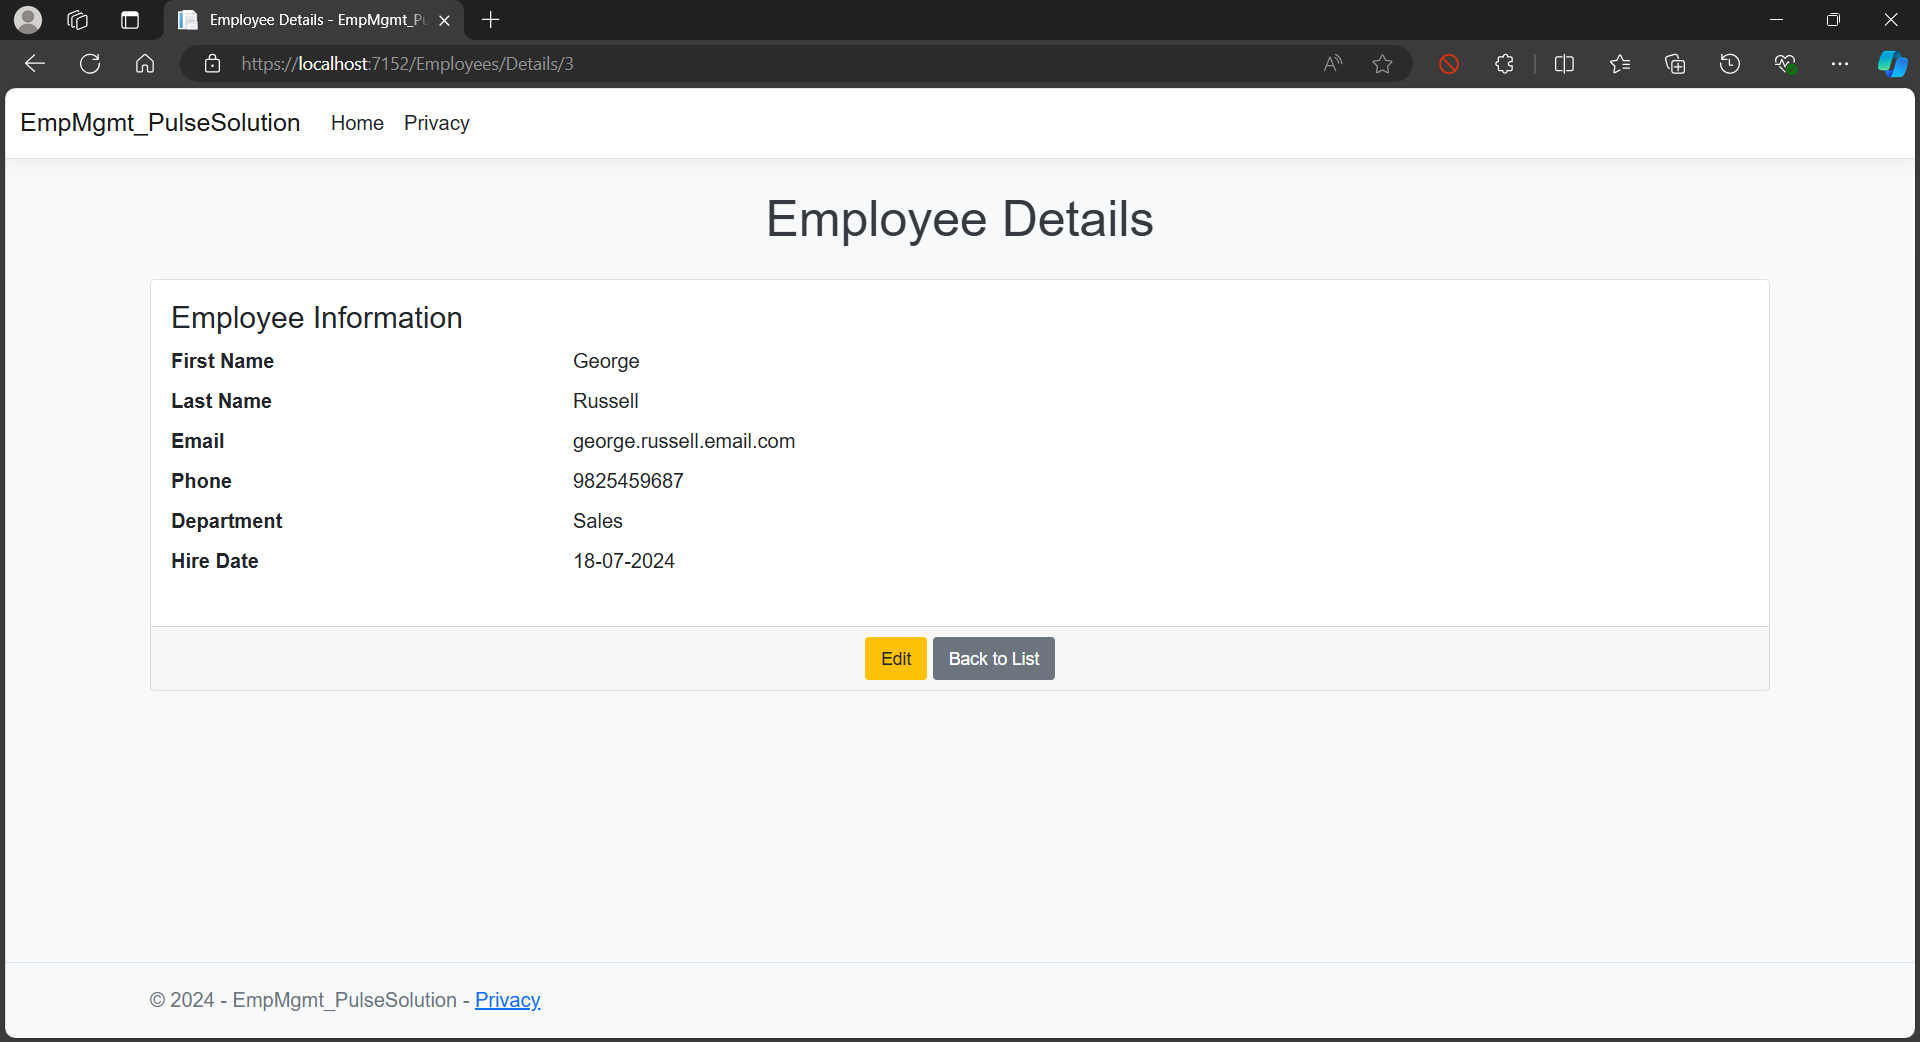 Employee Details - EmpMgmt_Pu
https://localhost:7152/Employees/Details/3
EmpMgmt_PulseSolution Home Privacy
Employee Details
Employee Information
First Name George
Last Name Russell
Email george.russell.email.com
Phone 9825459687
Department Sales
Hire Date 18-07-2024
Edit Back to List
© 2024 - EmpMgmt_PulseSolution - Privacy